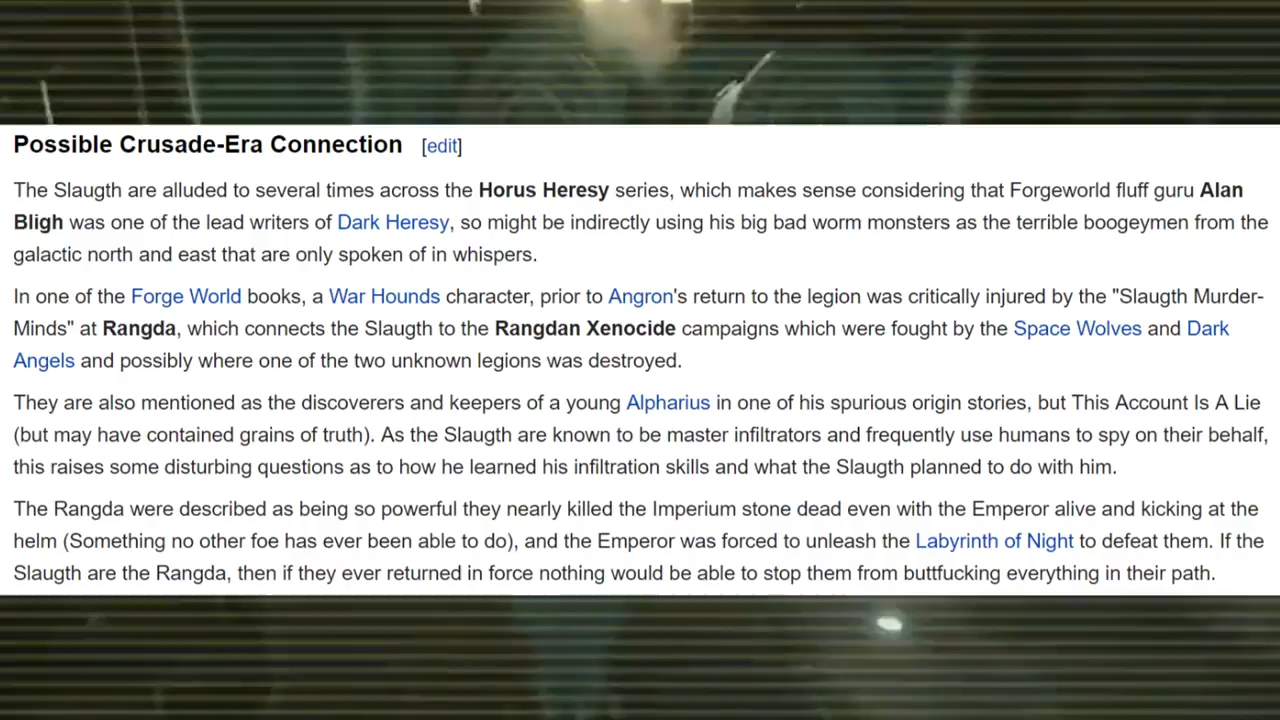 Possible Crusade-Era Connection [edit]
The Slaugth are alluded to several times across the Horus Heresy series, which makes sense considering that Forgeworld fluff guru Alan
Bligh was one of the lead writers of Dark Heresy, so might be indirectly using his big bad worm monsters as the terrible boogeymen from the
galactic north and east that are only spoken of in whispers.
In one of the Forge World books, a War Hounds character, prior to Angron's return to the legion was critically injured by the "Slaugth Murder-
Minds" at Rangda, which connects the Slaugth to the Rangdan Xenocide campaigns which were fought by the Space Wolves and Dark
Angels and possibly where one of the two unknown legions was destroyed.
They are also mentioned as the discoverers and keepers of a young Alpharius in one of his spurious origin stories, but This Account Is A Lie
(but may have contained grains of truth). As the Slaugth are known to be master infiltrators and frequently use humans to spy on their behalf,
this raises some disturbing questions as to how he learned his infiltration skills and what the Slaugth planned to do with him.
The Rangda were described as being so powerful they nearly killed the Imperium stone dead even with the Emperor alive and kicking at the
helm (Something no other foe has ever been able to do), and the Emperor was forced to unleash the Labyrinth of Night to defeat them. If the
Slaugth are the Rangda, then if they ever returned in force nothing would be able to stop them from buttfucking everything in their path.